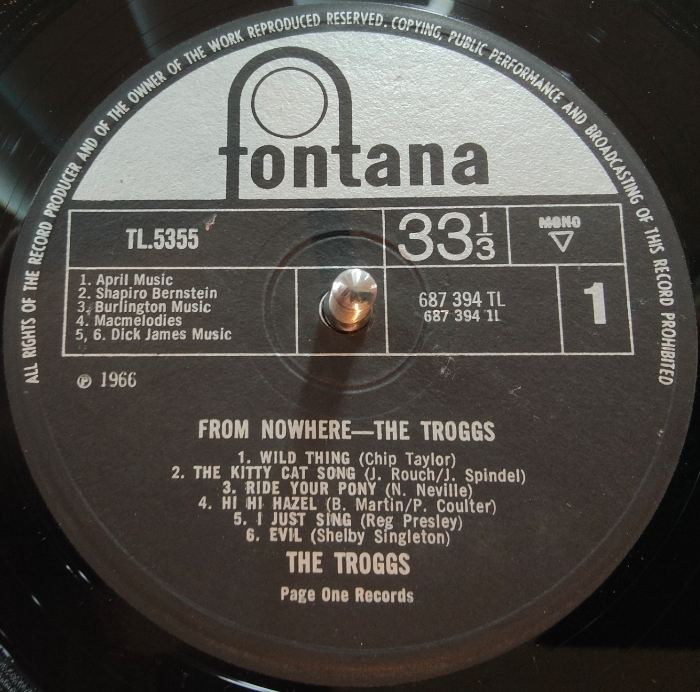 ALL RIGHTS OF THE RECORD PRODUCER AND OF THE OWNER OF THE WORK REPRODUCED RESERVED. COPYING, PUBLIC PERFORMANCE AND BROADCASTING OF THIS RECORD PROHIBITED
fontana
TL.5355
33 1/3
MONO
1. April Music
2. Shapiro Bernstein
3. Burlington Music
4. Macmelodies
5, 6. Dick James Music
687 394 TL
687 394 1L
1
℗ 1966
FROM NOWHERE—THE TROGGS
1. WILD THING (Chip Taylor)
2. THE KITTY CAT SONG (J. Rouch/J. Spindel)
3. RIDE YOUR PONY (N. Neville)
4. HI HI HAZEL (B. Martin/P. Coulter)
5. I JUST SING (Reg Presley)
6. EVIL (Shelby Singleton)
THE TROGGS
Page One Records